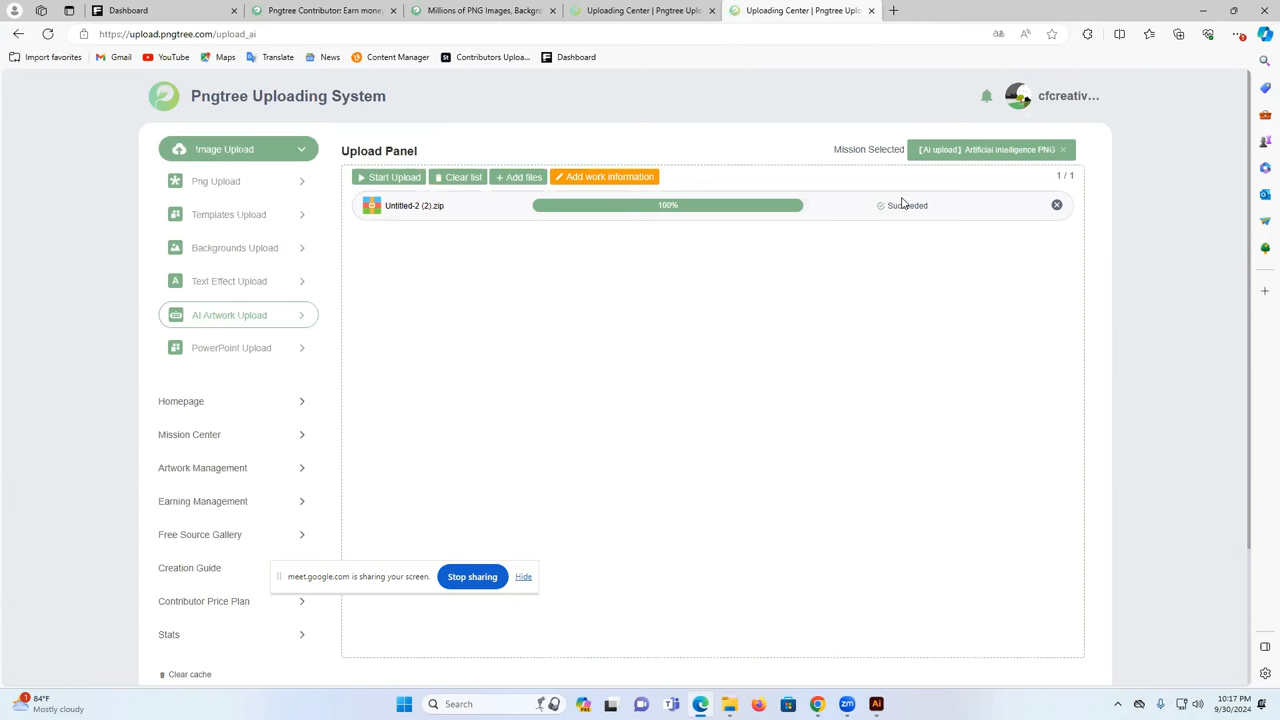 Dashboard
Pngtree Contributor: Earn money
Millions of PNG Images, Backgro
Uploading Center | Pngtree Uplo
Uploading Center | Pngtree Uplo
https://upload.pngtree.com/upload_ai
Import favorites
Gmail
YouTube
Maps
Translate
News
Content Manager
Contributors Uploa...
Dashboard
Pngtree Uploading System
cfcreativ...
Image Upload
Upload Panel
Mission Selected
【Ai upload】Artificial intelligence PNG ×
Start Upload
Clear list
+ Add files
Add work information
1 / 1
Png Upload
Untitled-2 (2).zip
100%
Succeeded
Templates Upload
Backgrounds Upload
Text Effect Upload
AI Artwork Upload
PowerPoint Upload
Homepage
Mission Center
Artwork Management
Earning Management
Free Source Gallery
Creation Guide
meet.google.com is sharing your screen.
Stop sharing
Hide
Contributor Price Plan
Stats
Clear cache
84°F
Mostly cloudy
Search
10:17 PM
9/30/2024